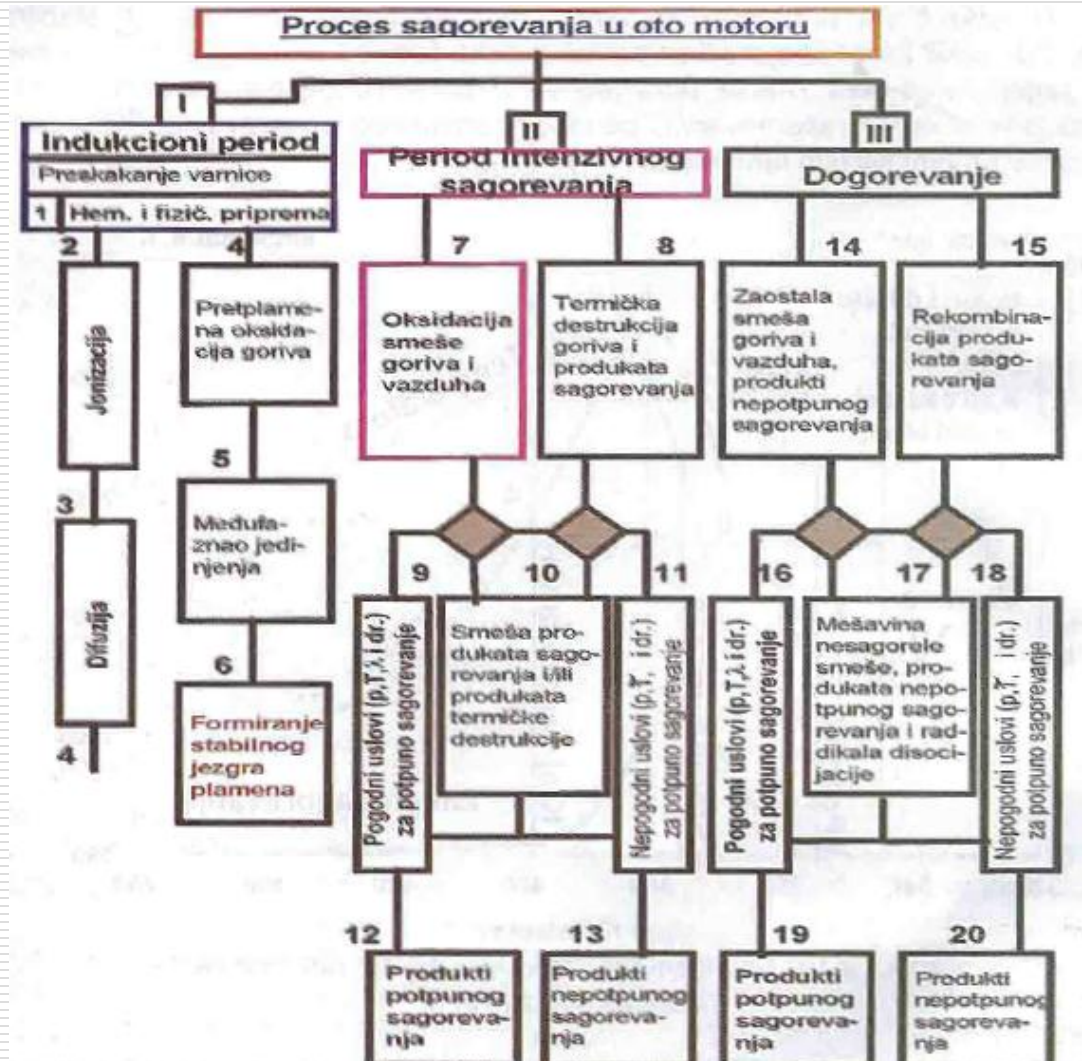 Proces sagorevanja u oto motoru
I
Indukcioni period
Preskakanje varnice
1 Hem. i fizič. priprema
II
Period intenzivnog
sagorevanja
III
Dogorevanje
2
Jonizacija
3
Difuzija
4
4
Pretplame-
na oksida-
cija goriva
5
Međufa-
znao jedi-
njenja
6
Formiranje
stabilnog
jezgra
plamena
7
Oksidacija
smeše
goriva i
vazduha
8
Termička
destrukcija
goriva i
produkata
sagorevanja
9
Pogodni uslovi (p,T,λ i dr.)
za potpuno sagorevanje
10
Smeša pro-
dukata sago-
revanja i/ili
produkata
termičke
destrukcije
11
Nepogodni uslovi (p,T, i dr.)
za potpuno sagorevanje
12
Produkti
potpunog
sagoreva-
nja
13
Produkti
nepotpunog
sagoreva-
nja
14
Zaostala
smeša
goriva i
vazduha,
produkti
nepotpunog
sagorevanja
15
Rekombina-
cija produ-
kata sago-
revanja
16
Pogodni uslovi (p,T,λ i dr.)
za potpuno sagorevanje
17
Mešavina
nesagorele
smeše, pro-
dukata nepo-
tpunog sago-
revanja i rad-
dikala disoci-
jacije
18
Nepogodni uslovi (p,T, i dr.)
za potpuno sagorevanje
19
Produkti
potpunog
sagoreva-
nja
20
Produkti
nepotpunog
sagoreva-
nja